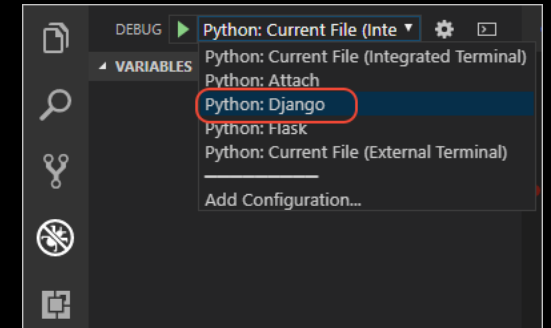 DEBUG Python: Current File (Inte
VARIABLES
Python: Current File (Integrated Terminal)
Python: Attach
Python: Django
Python: Flask
Python: Current File (External Terminal)
Add Configuration...